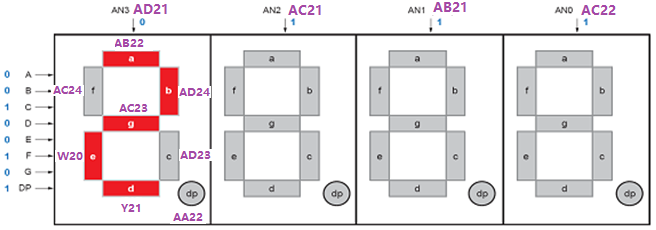 AN3 AD21 AN2 AC21 AN1 AB21 AN0 AC22
0 1 1 1
AB22
a a a a
0 A
0 B AC24 f b AD24 f b f b f b
1 C
AC23
0 D g g g g
0 E
1 F W20 e c AD23 e c e c e c
0 G
1 DP d dp d dp d dp d dp
Y21 AA22